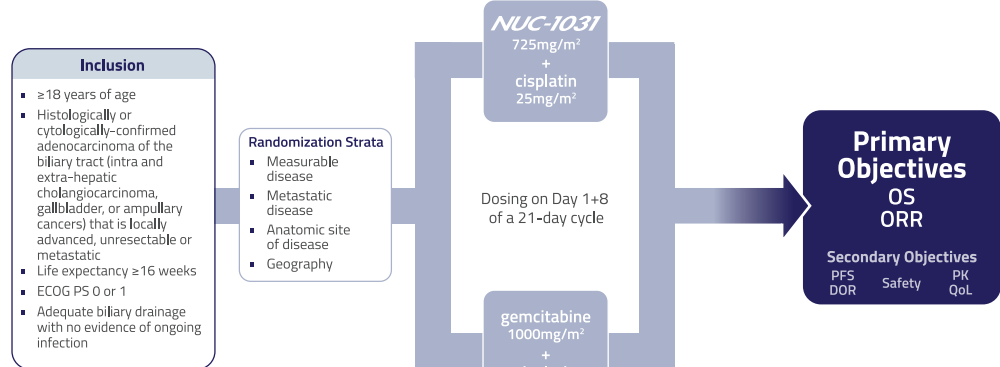 Inclusion
▪ ≥18 years of age
▪ Histologically or
cytologically-confirmed
adenocarcinoma of the
biliary tract (intra and
extra-hepatic
cholangiocarcinoma,
gallbladder, or ampullary
cancers) that is locally
advanced, unresectable or
metastatic
▪ Life expectancy ≥16 weeks
▪ ECOG PS 0 or 1
▪ Adequate biliary drainage
with no evidence of ongoing
infection
Randomization Strata
▪ Measurable
disease
▪ Metastatic
disease
▪ Anatomic site
of disease
▪ Geography
NUC-1031
725mg/m²
+
cisplatin
25mg/m²
Dosing on Day 1+8
of a 21-day cycle
gemcitabine
1000mg/m²
+
Primary
Objectives
OS
ORR
Secondary Objectives
PFS
DOR
Safety
PK
QoL